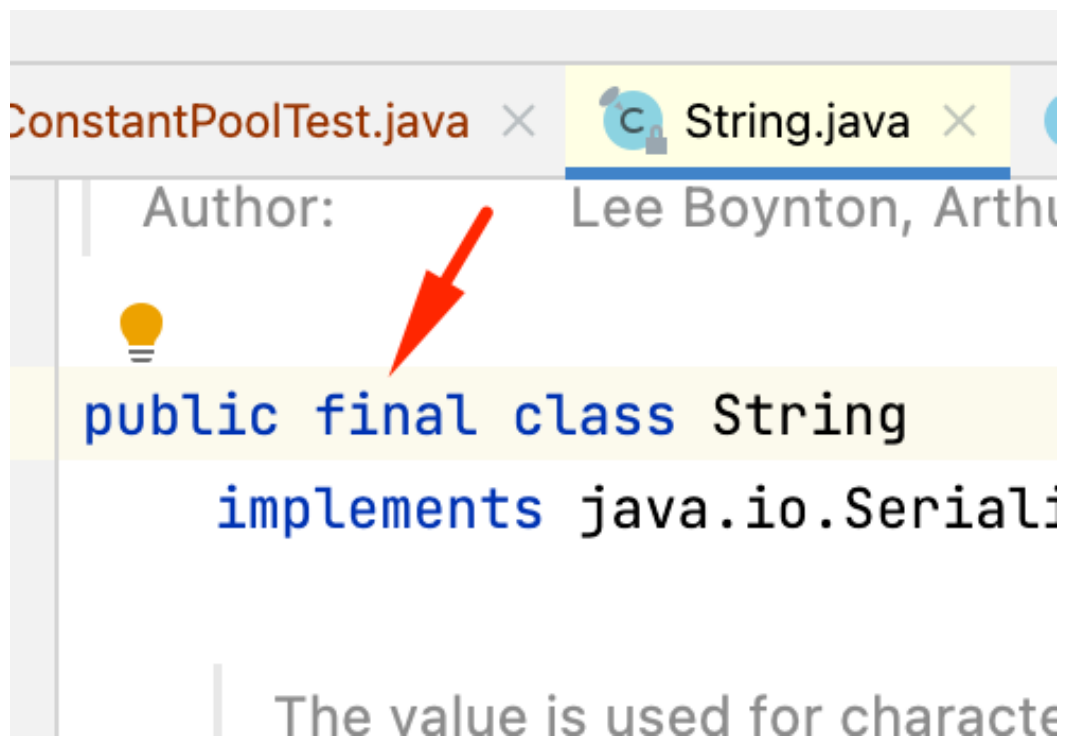 ConstantPoolTest.java String.java
Author: Lee Boynton,
public final class String
implements java.io.Seriali
The value is used for characte